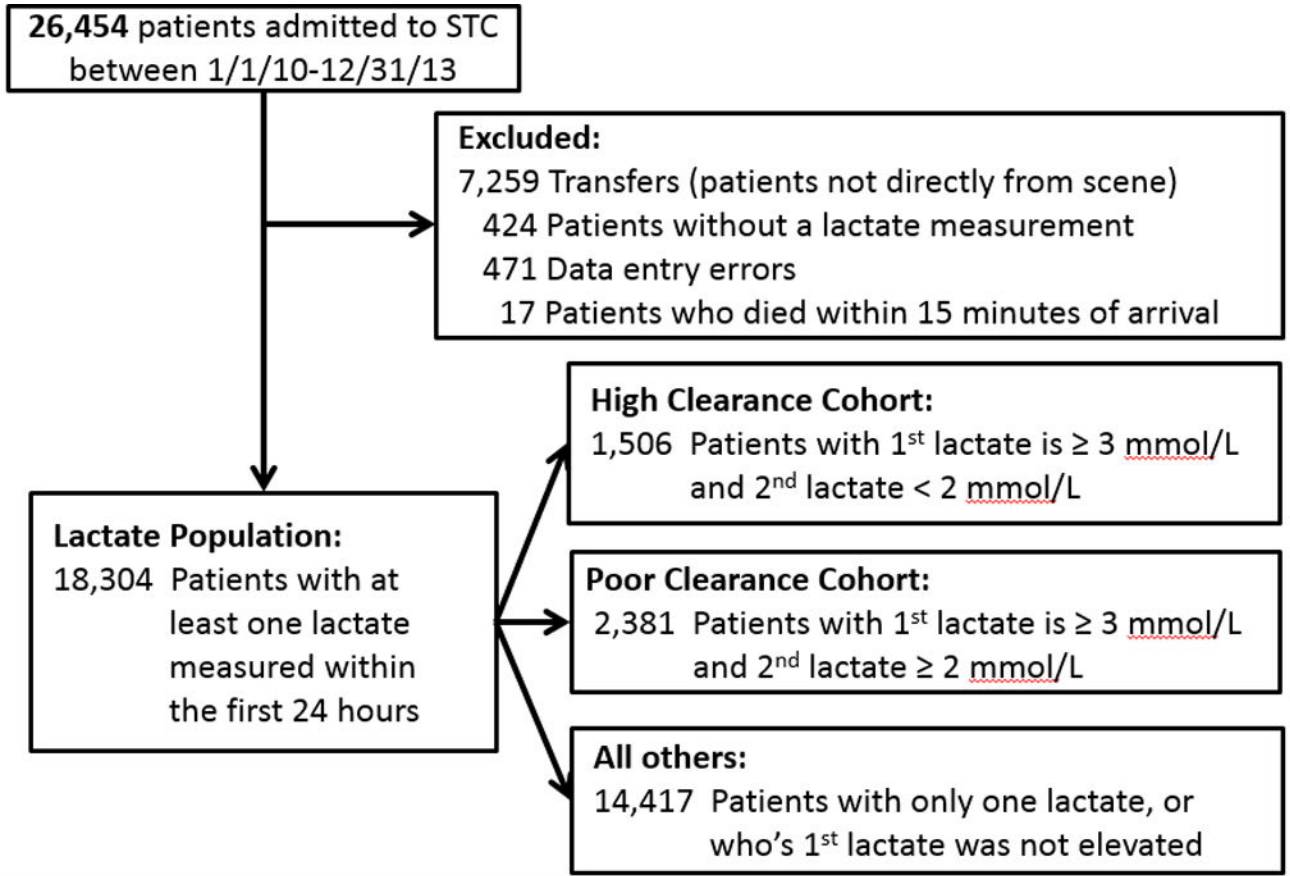 26,454 patients admitted to STC
between 1/1/10-12/31/13
Excluded:
7,259 Transfers (patients not directly from scene)
424 Patients without a lactate measurement
471 Data entry errors
17 Patients who died within 15 minutes of arrival
High Clearance Cohort:
1,506 Patients with 1st lactate is ≥ 3 mmol/L
and 2nd lactate < 2 mmol/L
Lactate Population:
18,304 Patients with at
least one lactate
measured within
the first 24 hours
Poor Clearance Cohort:
2,381 Patients with 1st lactate is ≥ 3 mmol/L
and 2nd lactate ≥ 2 mmol/L
All others:
14,417 Patients with only one lactate, or
who's 1st lactate was not elevated